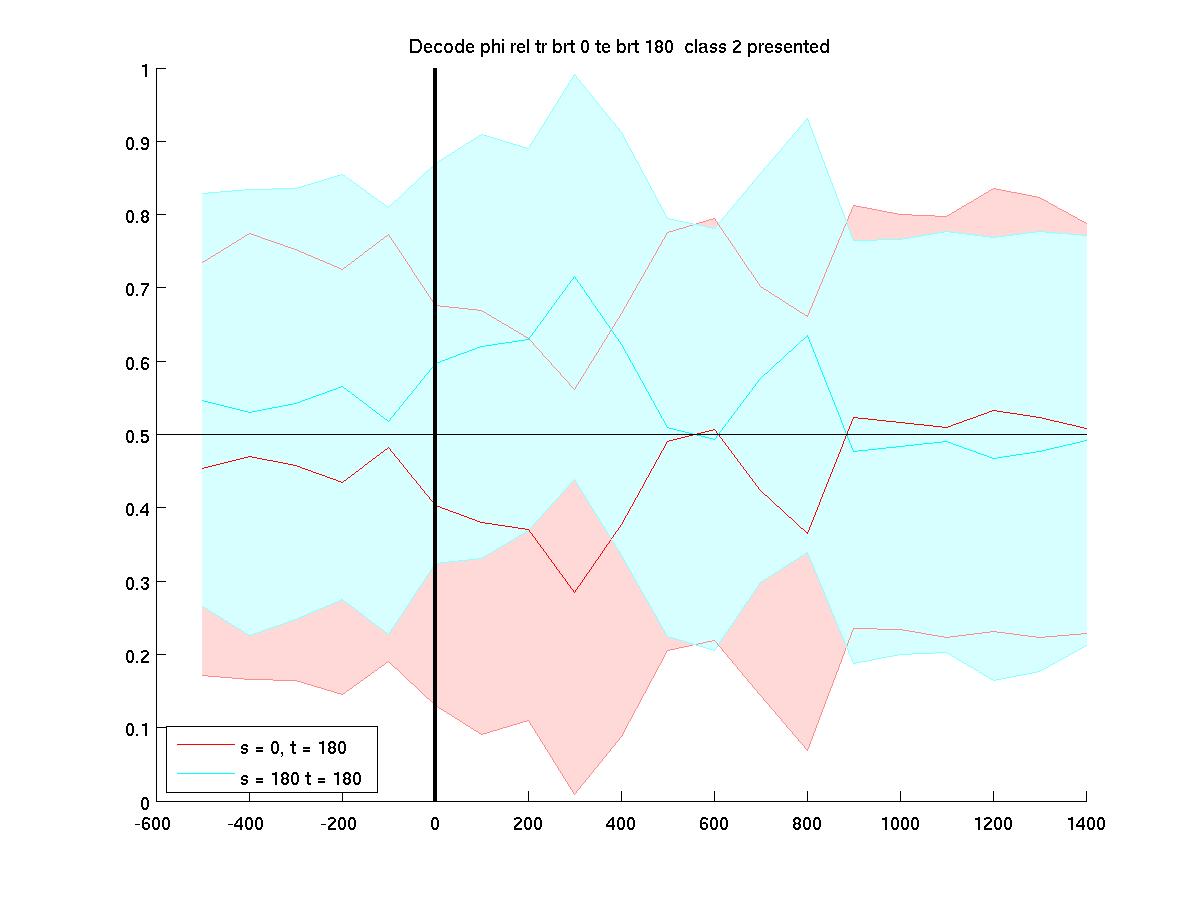 Decode phi rel tr brt 0 te brt 180  class 2 presented
1
0.9
0.8
0.7
0.6
0.5
0.4
0.3
0.2
0.1
0
s = 0, t = 180
s = 180 t = 180
-600 -400 -200 0 200 400 600 800 1000 1200 1400